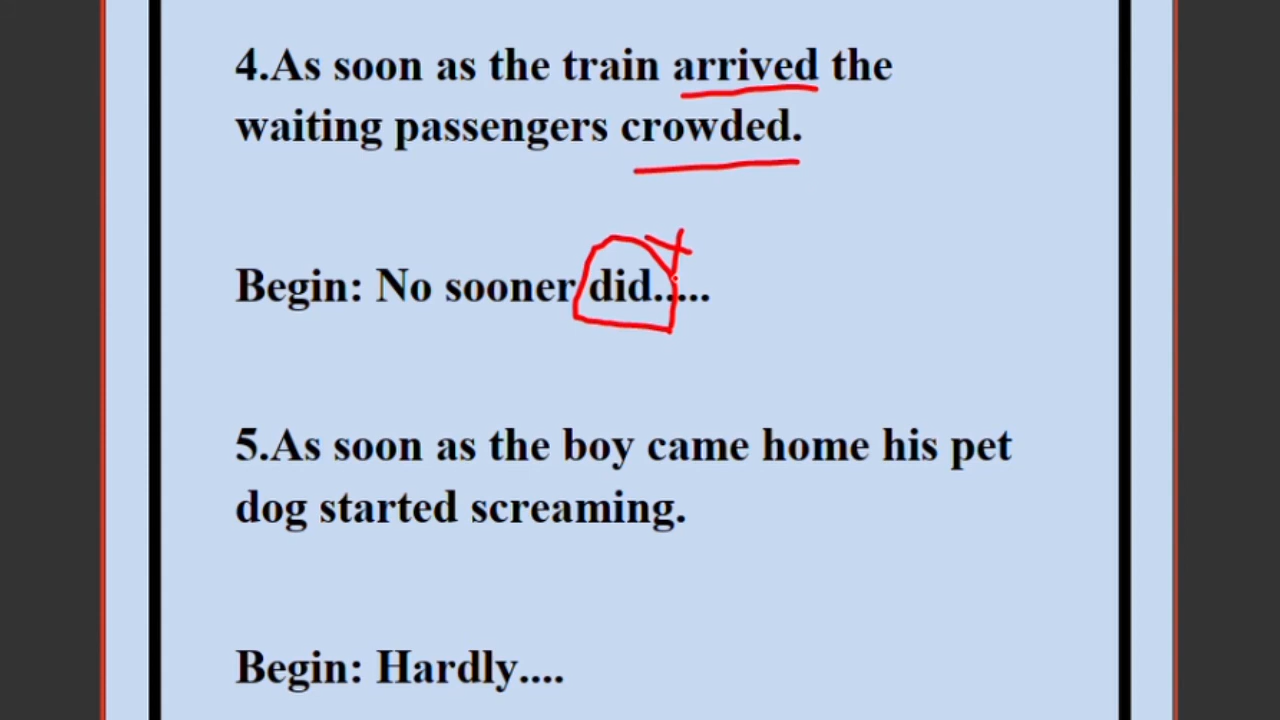 4.As soon as the train arrived the
waiting passengers crowded.
Begin: No sooner did.....
5.As soon as the boy came home his pet
dog started screaming.
Begin: Hardly....